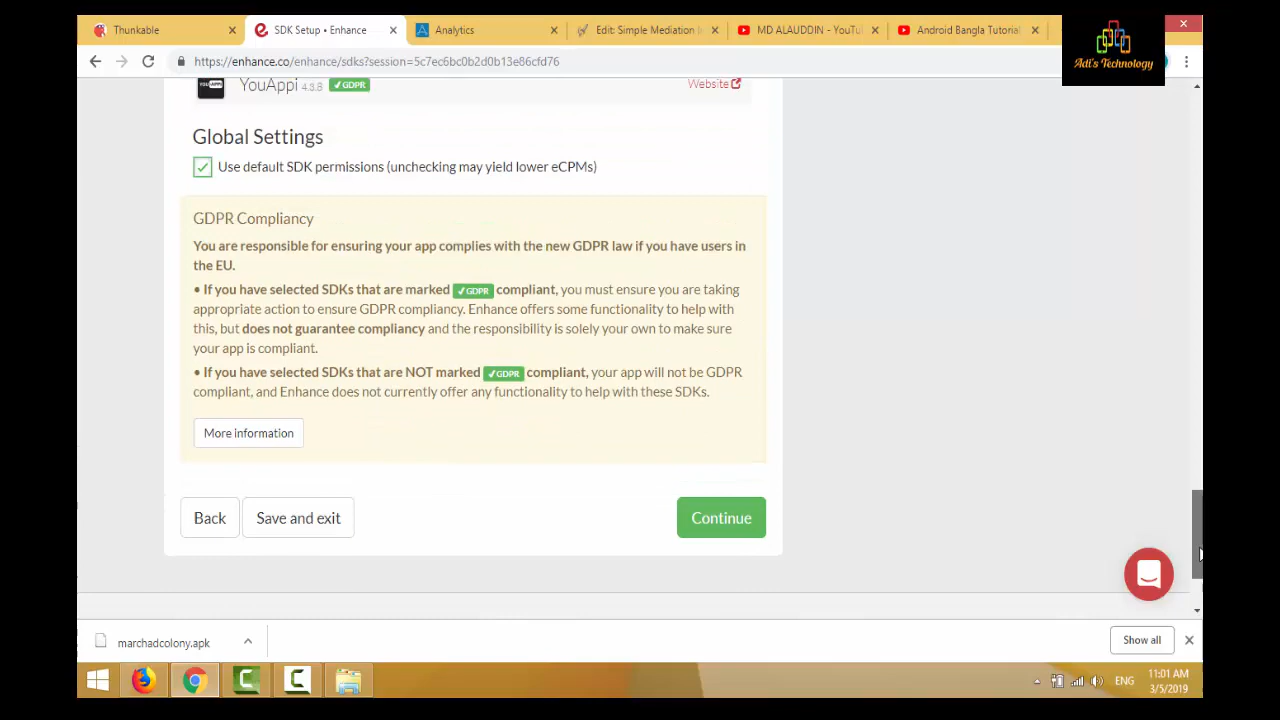 Thunkable
SDK Setup • Enhance
Analytics
Edit: Simple Mediation I
MD ALAUDDIN - YouTu
Android Bangla Tutorial
Adi's Technology
https://enhance.co/enhance/sdks?session=5c7ec6bc0b2d0b13e86cfd76
YOUAPPI
YouAppi 4.3.8 ✓GDPR
Website
Global Settings
Use default SDK permissions (unchecking may yield lower eCPMs)
GDPR Compliancy
You are responsible for ensuring your app complies with the new GDPR law if you have users in
the EU.
• If you have selected SDKs that are marked ✓GDPR compliant, you must ensure you are taking
appropriate action to ensure GDPR compliancy. Enhance offers some functionality to help with
this, but does not guarantee compliancy and the responsibility is solely your own to make sure
your app is compliant.
• If you have selected SDKs that are NOT marked ✓GDPR compliant, your app will not be GDPR
compliant, and Enhance does not currently offer any functionality to help with these SDKs.
More information
Back
Save and exit
Continue
marchadcolony.apk
Show all
ENG
11:01 AM
3/5/2019